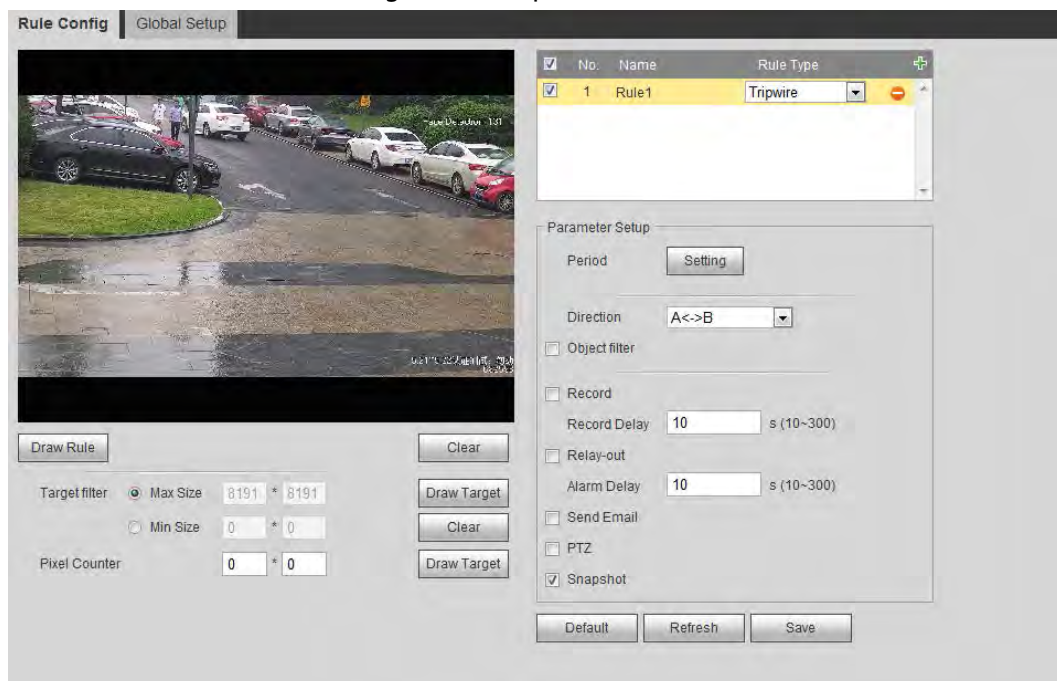 Rule Config Global Setup
No. Name Rule Type
1 Rule1 Tripwire
Parameter Setup
Period Setting
Direction A<->B
Object filter
Record
Record Delay 10 s (10~300)
Relay-out
Alarm Delay 10 s (10~300)
Send Email
PTZ
Snapshot
Default Refresh Save
Draw Rule Clear
Target filter Max Size 8191 * 8191 Draw Target
Min Size 0 * 0 Clear
Pixel Counter 0 * 0 Draw Target